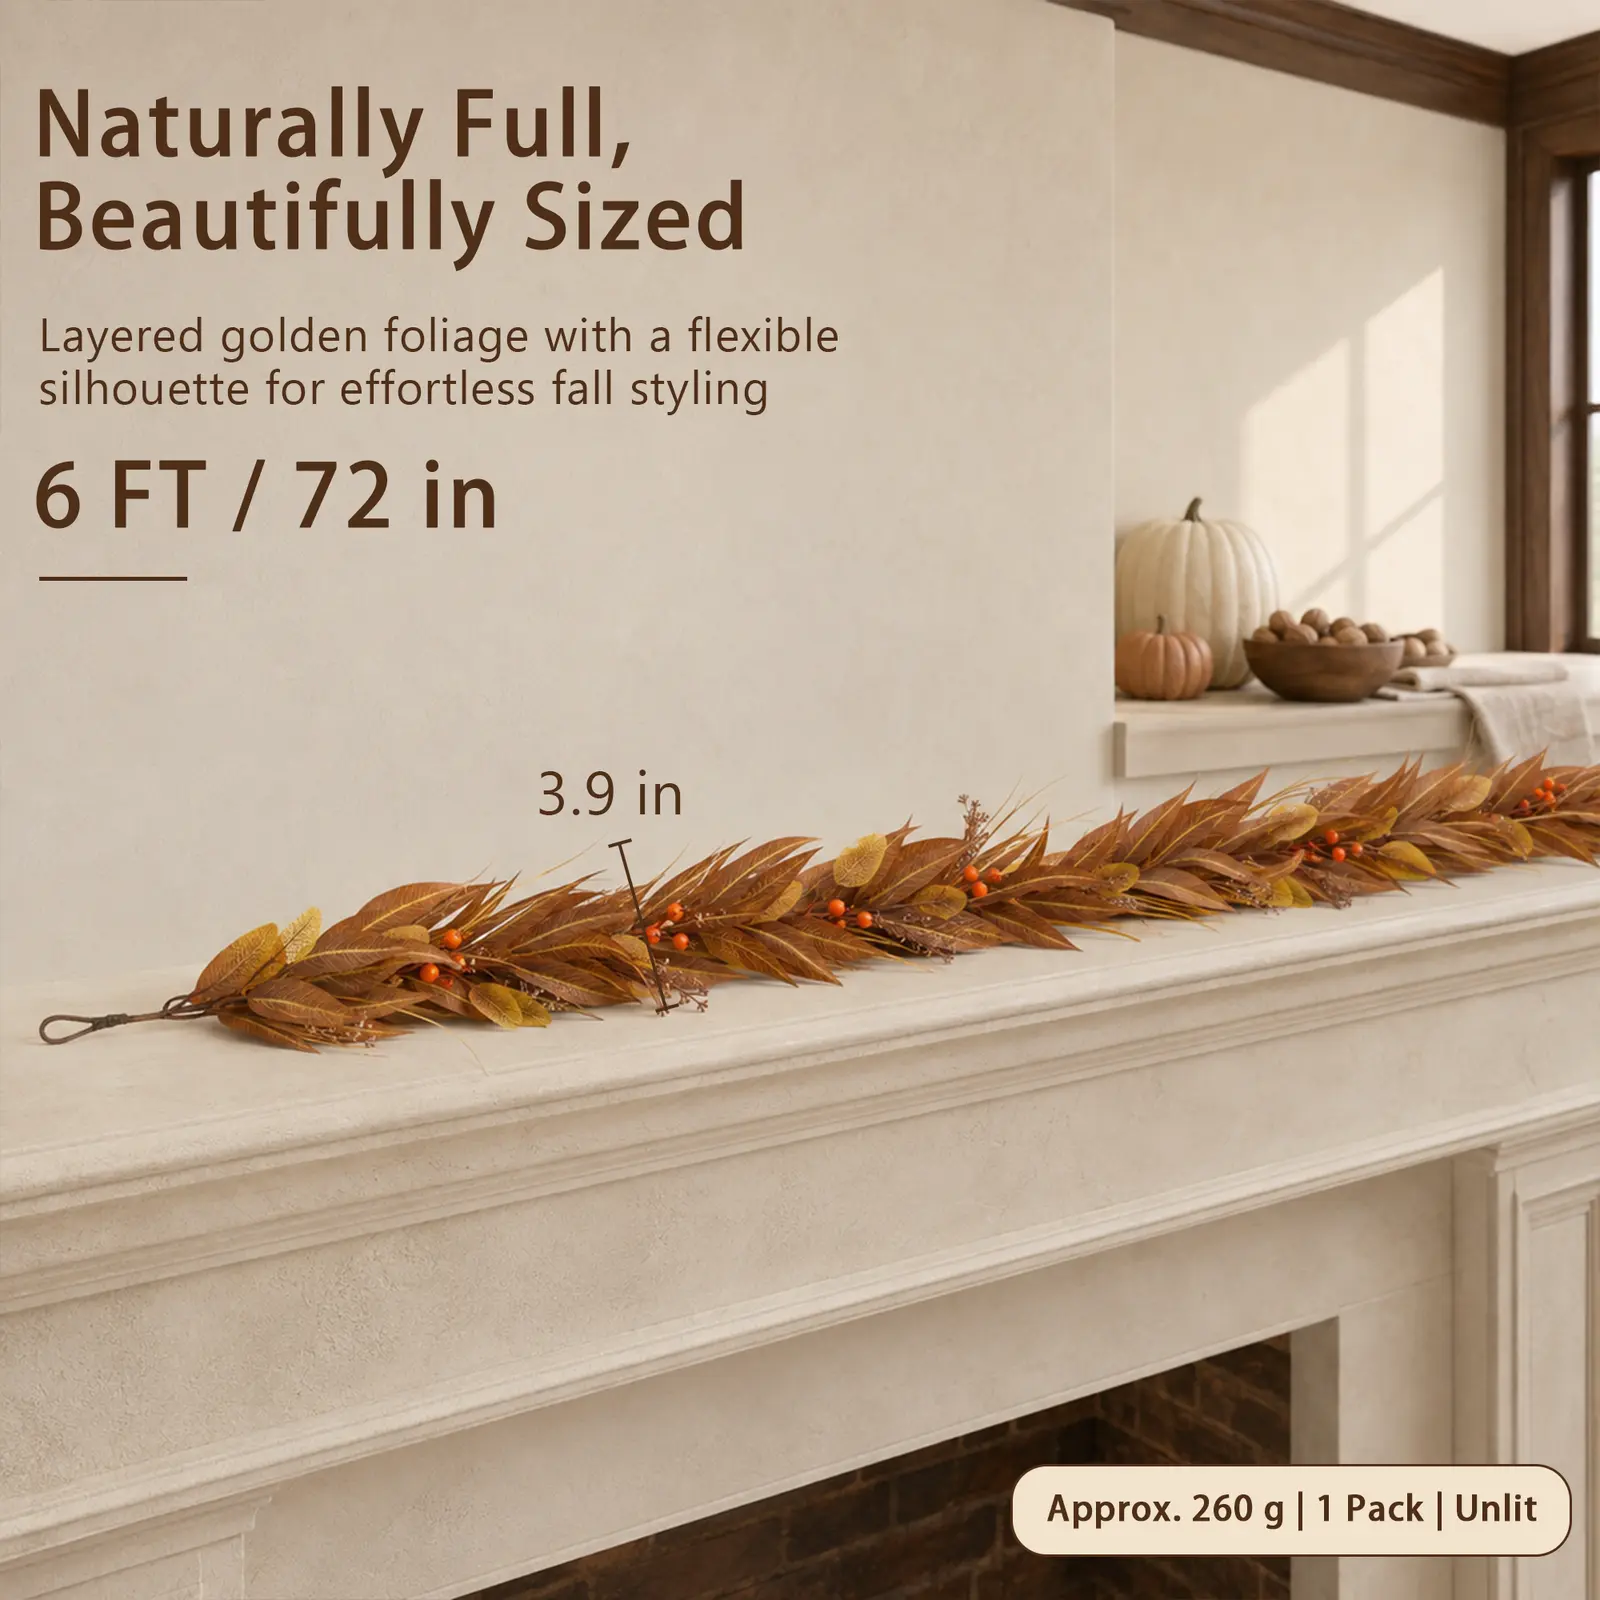 Naturally Full,
Beautifully Sized
Layered golden foliage with a flexible
silhouette for effortless fall styling
6 FT / 72 in
3.9 in
Approx. 260 g | 1 Pack | Unlit